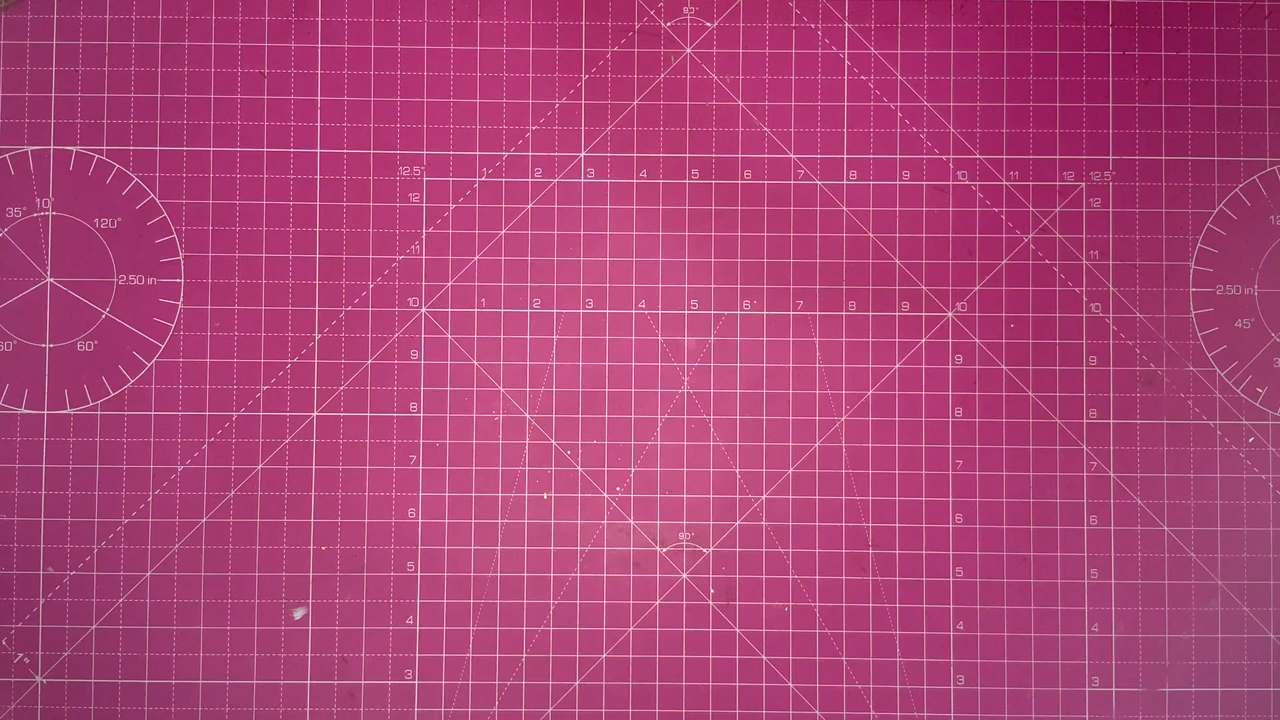 90°
12.5" 1 2 3 4 5 6 7 8 9 10 11 12 12.5"
12 12
11 11
35° 10° 120°
2.50 in 2.50 in
10 1 2 3 4 5 6 7 8 9 10 10
45°
60° 60°
9 9 9
8 8 8
7 7 7
6 6 6
90°
5 5 5
4 4 4
1"
3 3 3